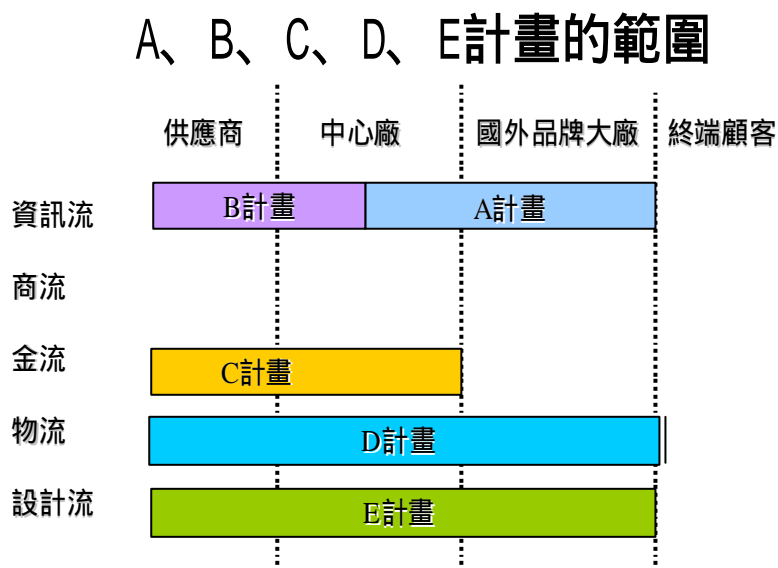 A、B、C、D、E計畫的範圍
供應商 中心廠 國外品牌大廠 終端顧客
資訊流 B計畫 A計畫
商流
金流 C計畫
物流 D計畫
設計流 E計畫